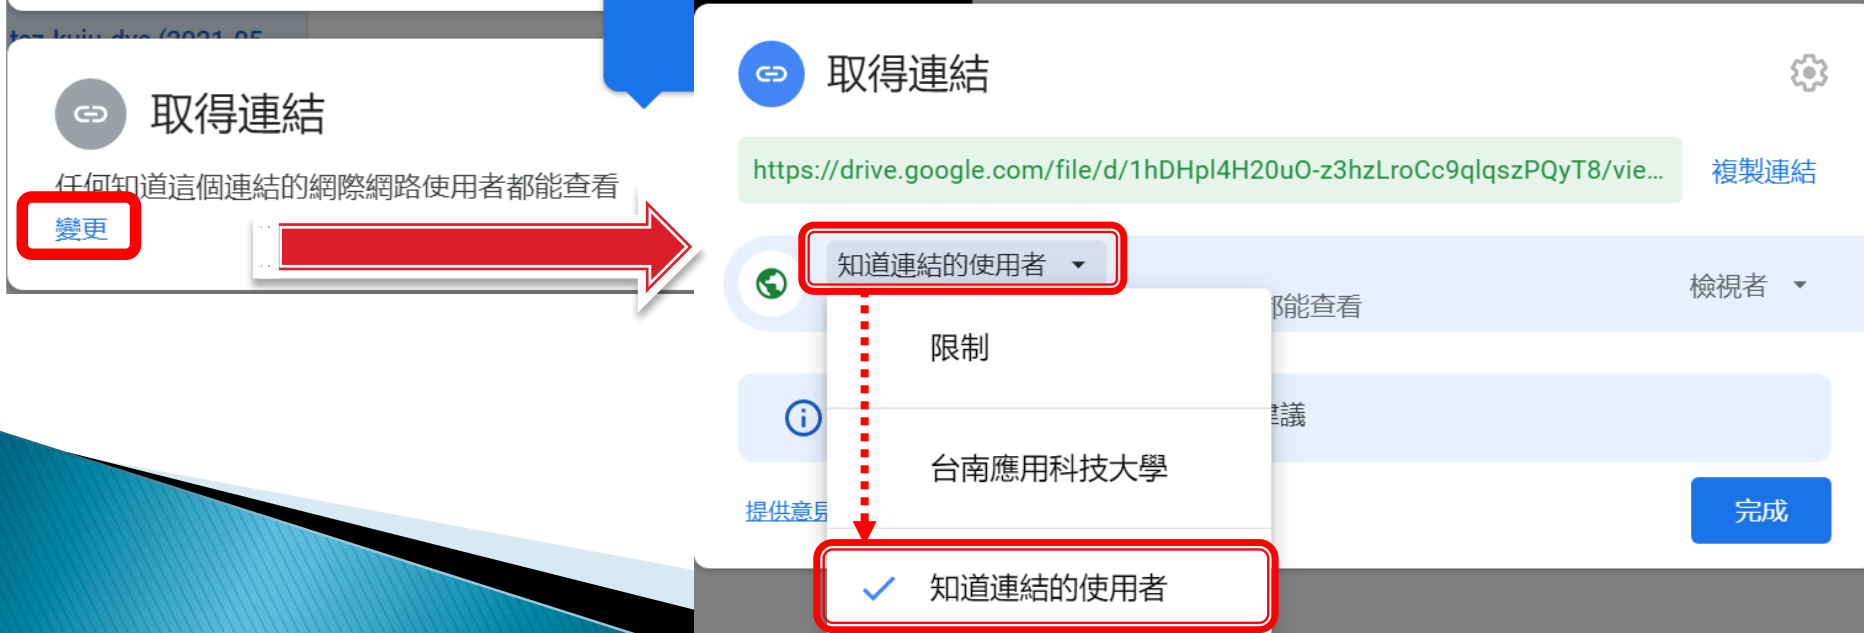 取得連結
任何知道這個連結的網際網路使用者都能查看
變更
取得連結
https://drive.google.com/file/d/1hDHpl4H20uO-z3hzLroCc9qlqszPQyT8/vie...
複製連結
知道連結的使用者
都能查看
檢視者
限制
議
台南應用科技大學
提供意見
完成
知道連結的使用者